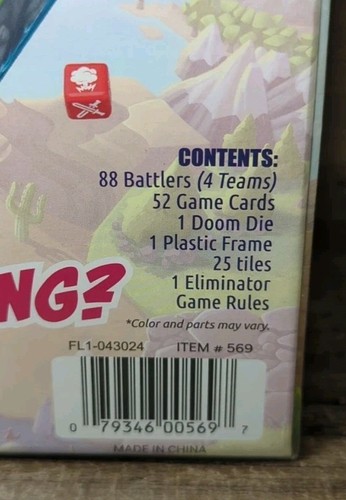 CONTENTS:
88 Battlers (4 Teams)
52 Game Cards
1 Doom Die
1 Plastic Frame
25 tiles
1 Eliminator
Game Rules
NG?
*Color and parts may vary.
FL1-043024 ITEM # 569
0 79346 00569 7
MADE IN CHINA